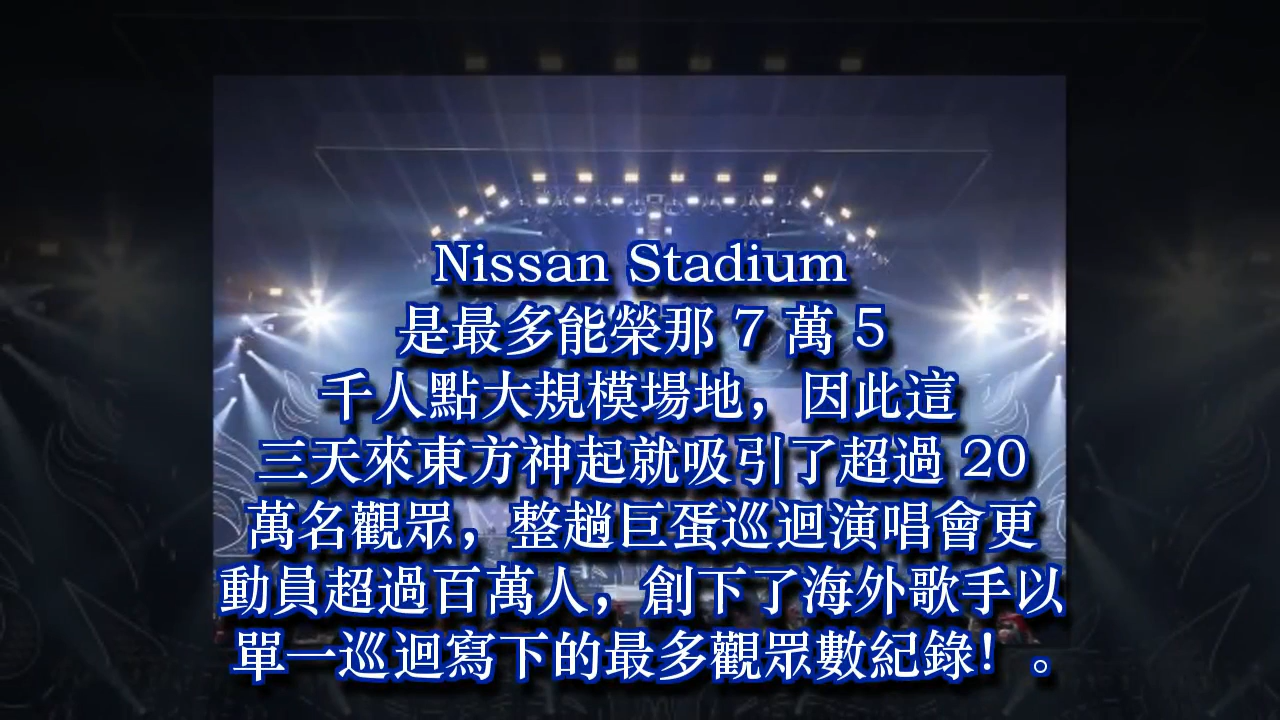 Nissan Stadium
是最多能榮那 7 萬 5
千人點大規模場地，因此這
三天來東方神起就吸引了超過 20
萬名觀眾，整趟巨蛋巡迴演唱會更
動員超過百萬人，創下了海外歌手以
單一巡迴寫下的最多觀眾數紀錄！。